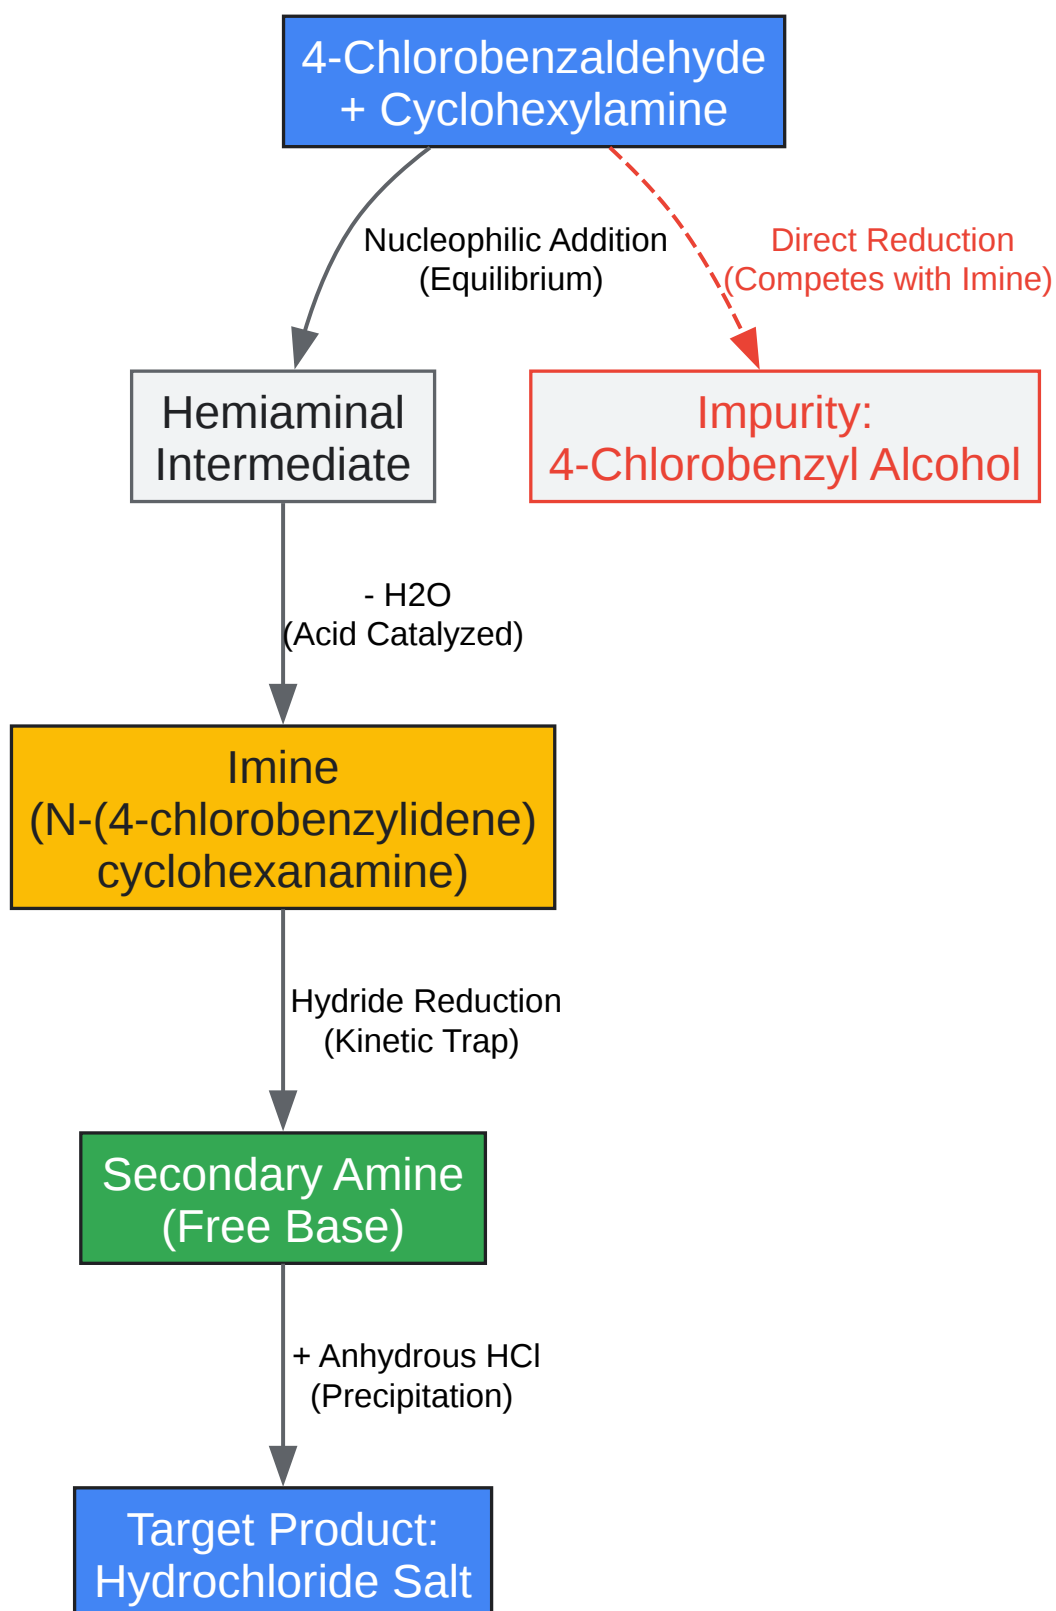 4-Chlorobenzaldehyde
+ Cyclohexylamine
Nucleophilic Addition
(Equilibrium)
Direct Reduction
(Competes with Imine)
Hemiaminal
Intermediate
Impurity:
4-Chlorobenzyl Alcohol
- H2O
(Acid Catalyzed)
Imine
(N-(4-chlorobenzylidene)
cyclohexanamine)
Hydride Reduction
(Kinetic Trap)
Secondary Amine
(Free Base)
+ Anhydrous HCl
(Precipitation)
Target Product:
Hydrochloride Salt